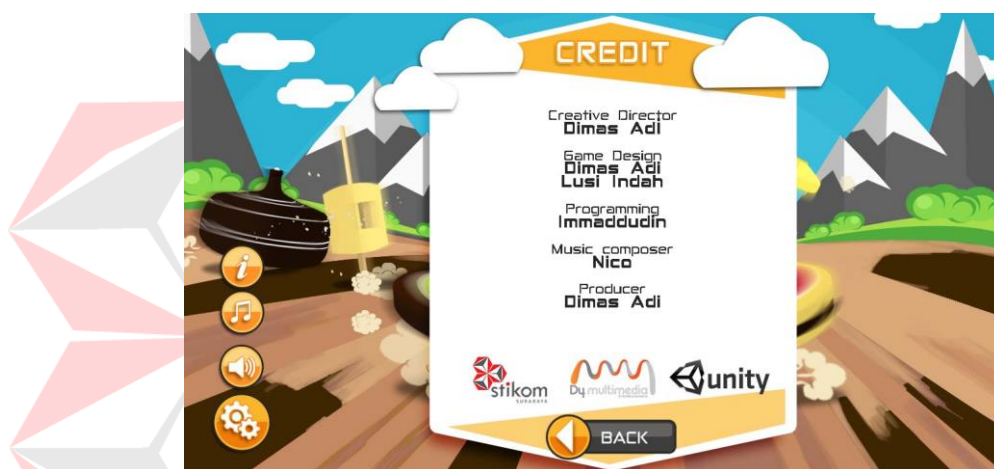 CREDIT
Creative Director
Dimas Adi
Game Design
Dimas Adi
Lusi Indah
Programming
Immaddudin
Music composer
Nico
Producer
Dimas Adi
stikom
SURABAYA
Dy multimedia
unity
BACK